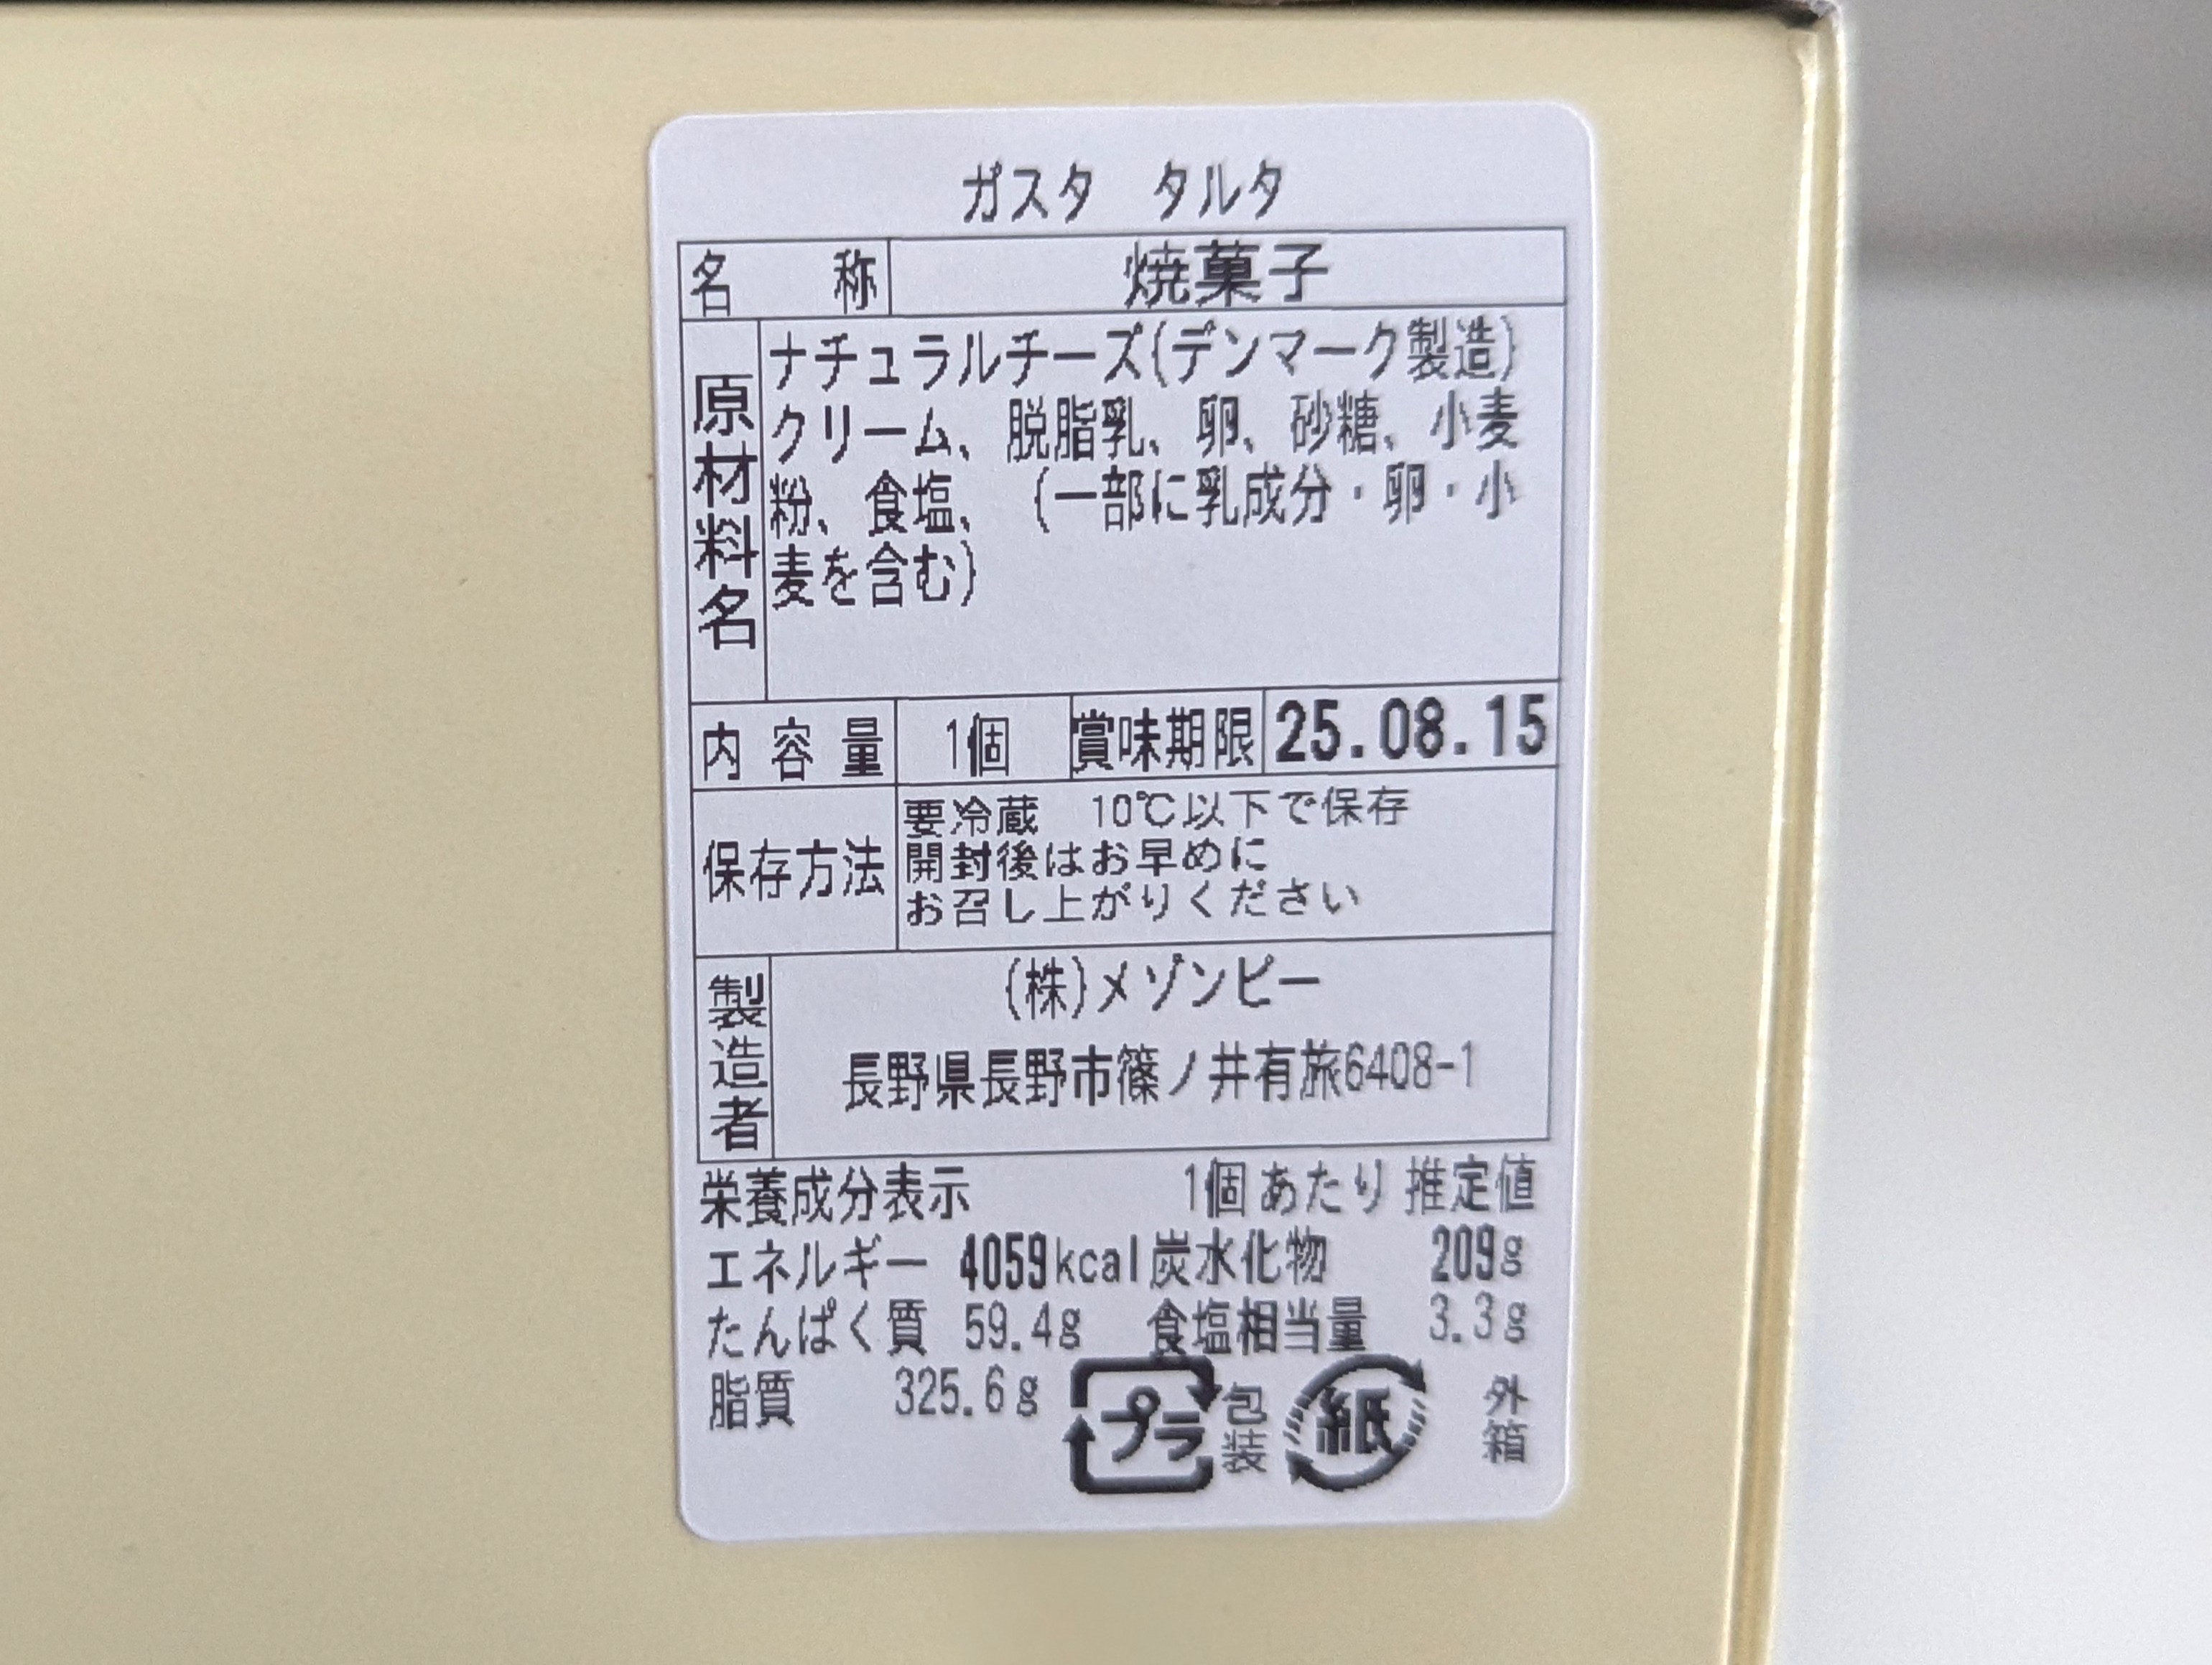 ガスタ　タルタ
名　称　焼菓子
原材料名
ナチュラルチーズ(デンマーク製造)
クリーム、脱脂乳、卵、砂糖、小麦
粉、食塩、（一部に乳成分・卵・小
麦を含む）
内容量　1個　賞味期限　25.08.15
保存方法
要冷蔵　10℃以下で保存
開封後はお早めに
お召し上がりください
製造者
(株)メゾンピー
長野県長野市篠ノ井有旅6408-1
栄養成分表示　1個あたり 推定値
エネルギー 4059kcal 炭水化物 209g
たんぱく質 59.4g 食塩相当量 3.3g
脂質 325.6g
プラ 包装 紙 外箱